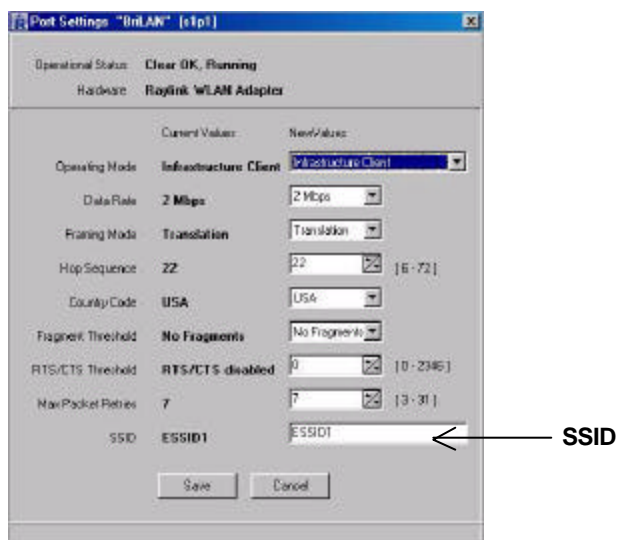 Port Settings "BriLAN" [s1p1]
Operational Status Clear OK, Running
Hardware Raylink WLAN Adapter
Current Values New Values
Operating Mode Infrastructure Client Infrastructure Client
Data Rate 2 Mbps 2 Mbps
Framing Mode Translation Translation
Hop Sequence 22 22 [6 - 72]
Country Code USA USA
Fragment Threshold No Fragments No Fragments
RTS/CTS Threshold RTS/CTS disabled 0 [0 - 2346]
Max Packet Retries 7 7 [3 - 31]
SSID ESSID1 ESSID1 SSID
Save Cancel